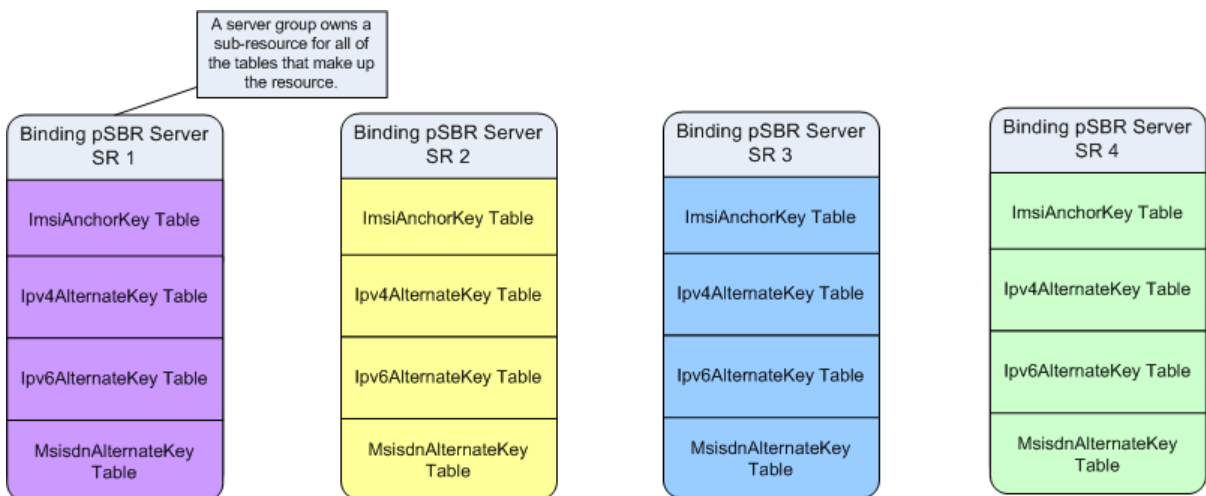 A server group owns a
sub-resource for all of
the tables that make up
the resource.
Binding pSBR Server
SR 1
ImsiAnchorKey Table
Ipv4AlternateKey Table
Ipv6AlternateKey Table
MsisdnAlternateKey
Table
Binding pSBR Server
SR 2
ImsiAnchorKey Table
Ipv4AlternateKey Table
Ipv6AlternateKey Table
MsisdnAlternateKey
Table
Binding pSBR Server
SR 3
ImsiAnchorKey Table
Ipv4AlternateKey Table
Ipv6AlternateKey Table
MsisdnAlternateKey
Table
Binding pSBR Server
SR 4
ImsiAnchorKey Table
Ipv4AlternateKey Table
Ipv6AlternateKey Table
MsisdnAlternateKey
Table